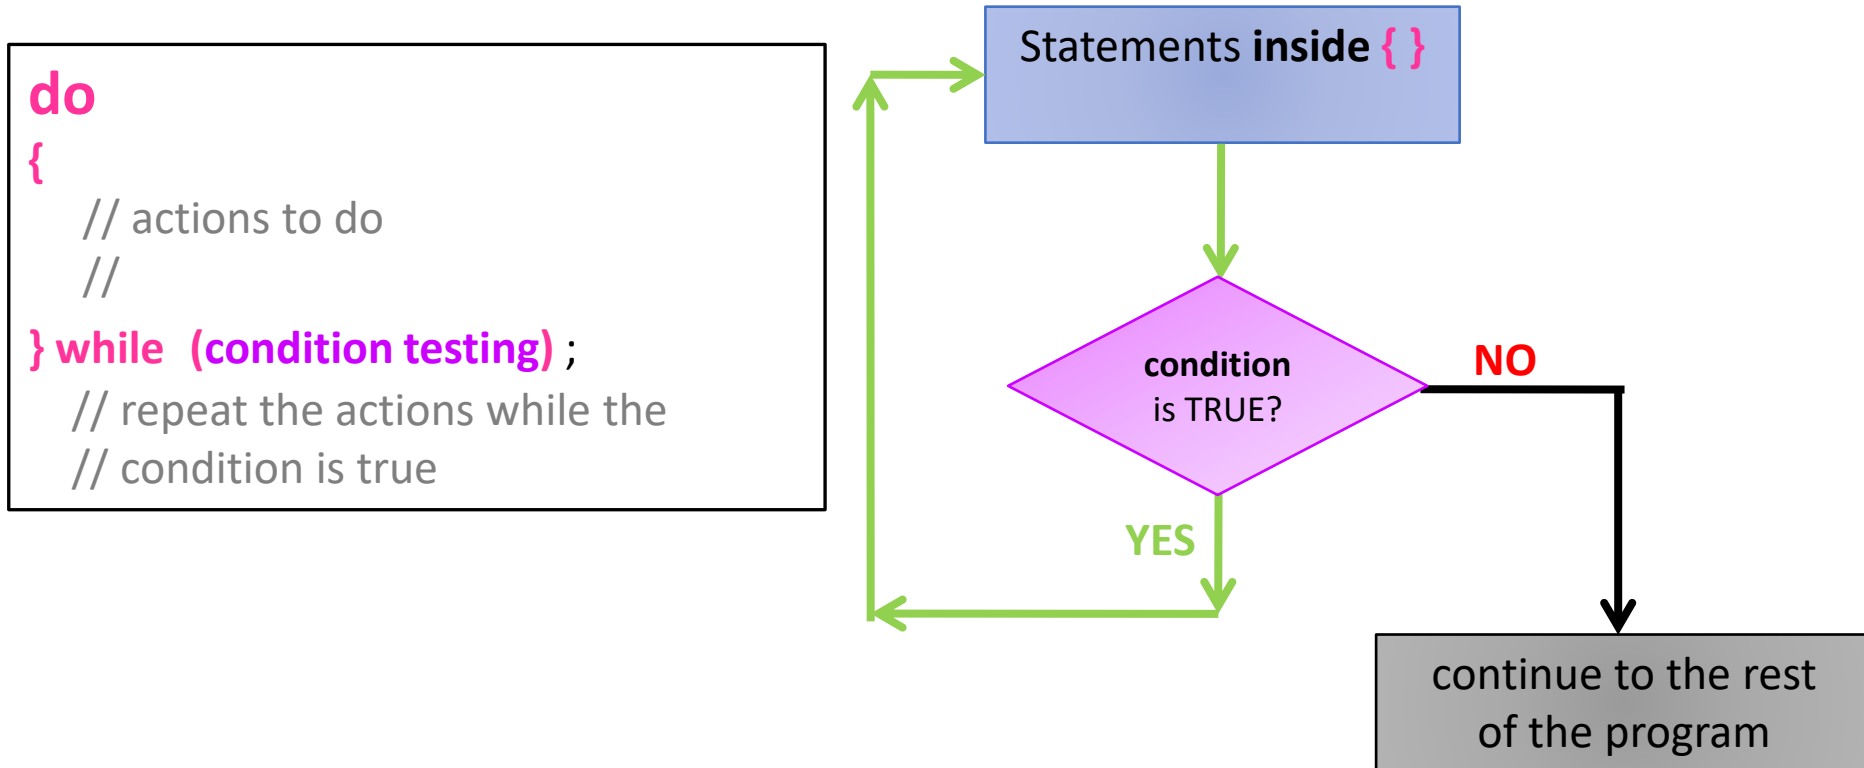 do
{
// actions to do
//
} while (condition testing) ;
// repeat the actions while the
// condition is true
Statements inside { }
condition
is TRUE?
NO
YES
continue to the rest
of the program